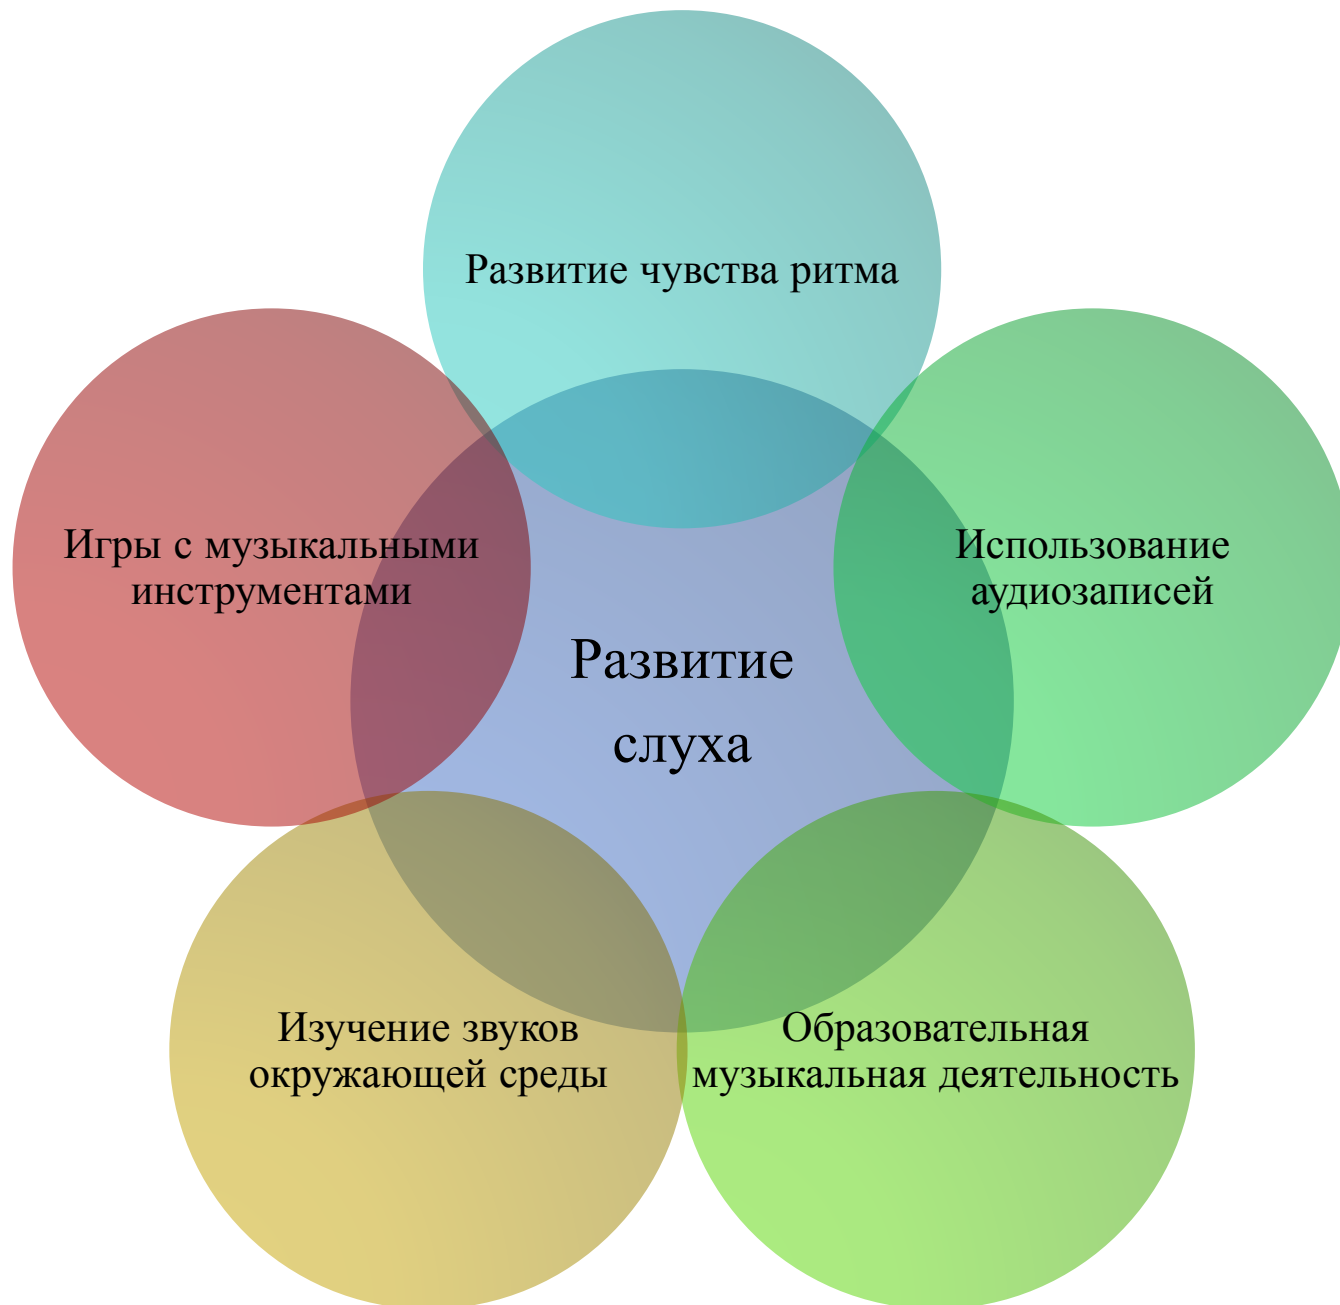 Развитие чувства ритма
Игры с музыкальными
инструментами
Использование
аудиозаписей
Развитие
слуха
Изучение звуков
окружающей среды
Образовательная
музыкальная деятельность